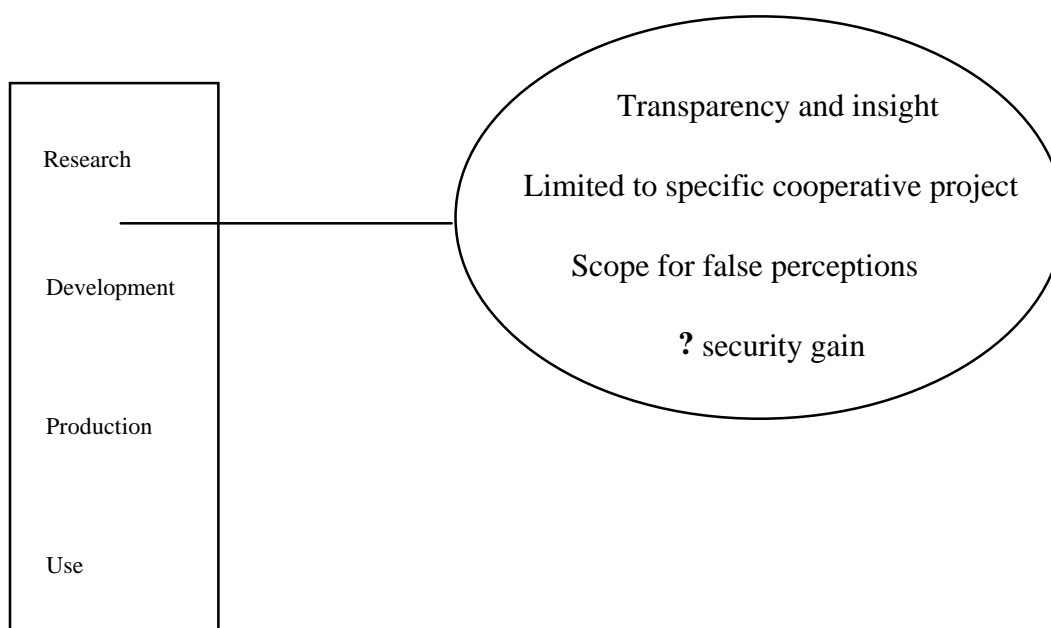 Research
Development
Production
Use
Transparency and insight
Limited to specific cooperative project
Scope for false perceptions
? security gain